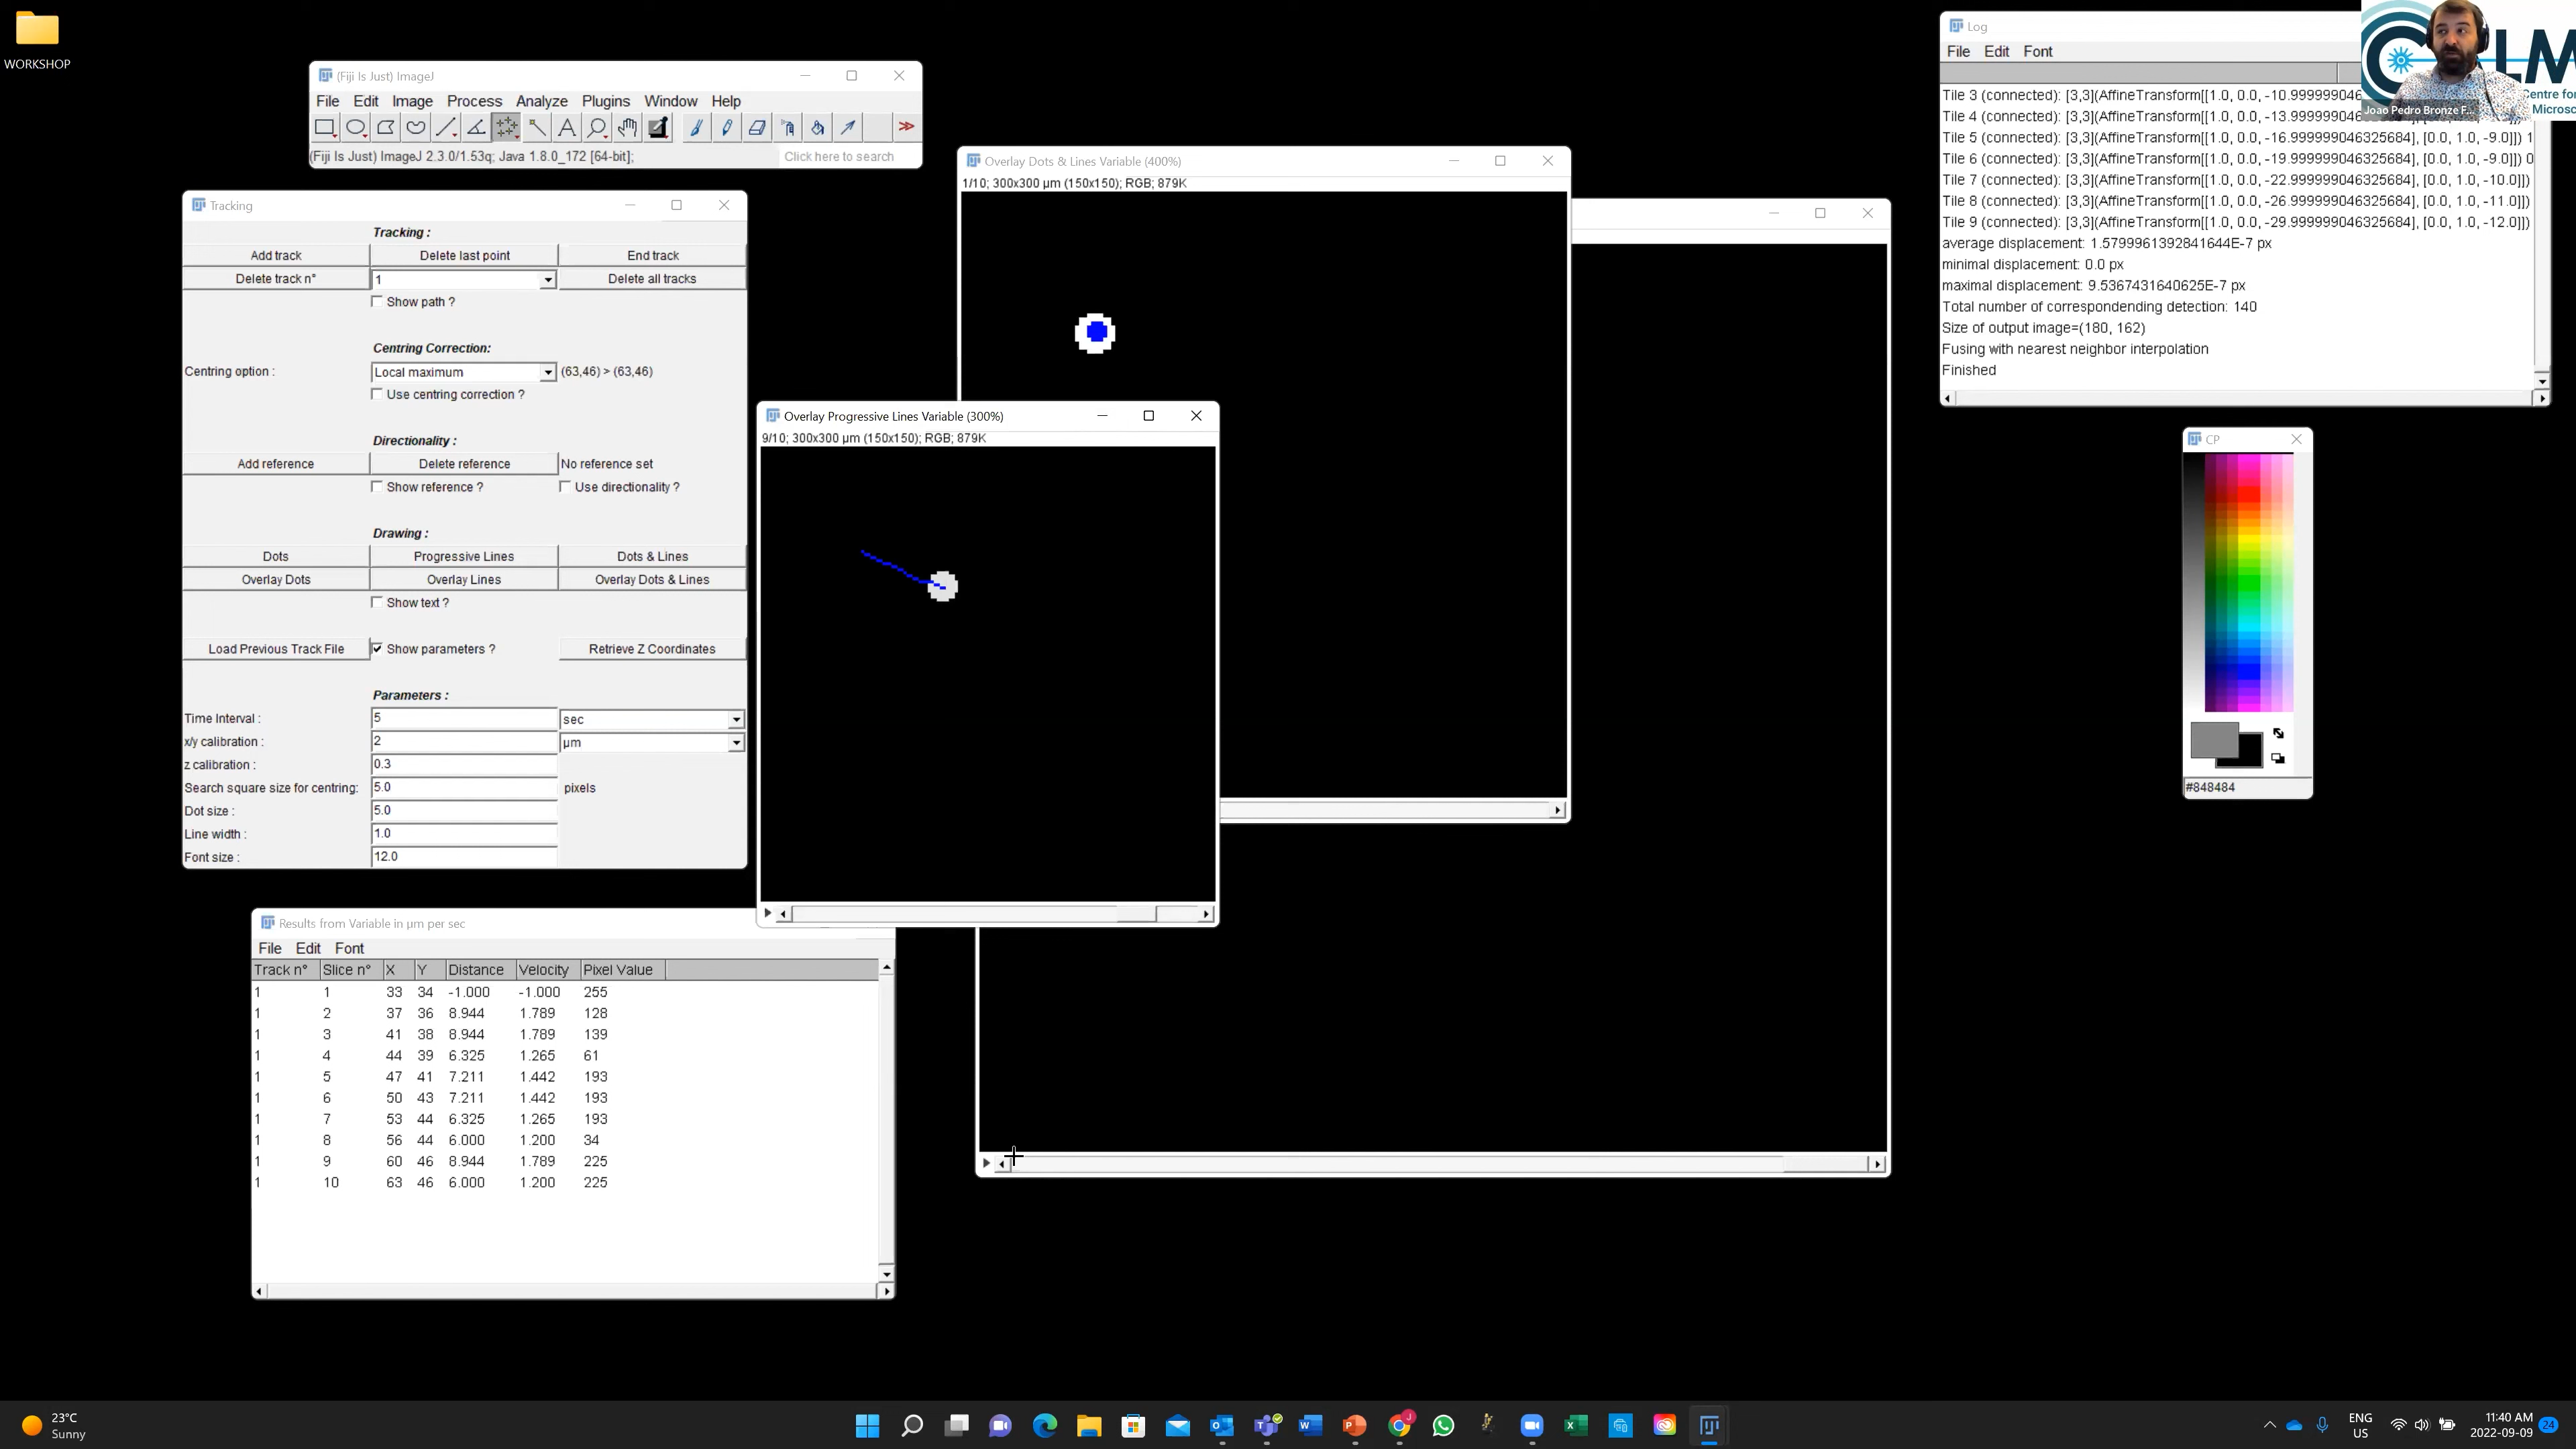 WORKSHOP
(Fiji Is Just) ImageJ
File Edit Image Process Analyze Plugins Window Help
(Fiji Is Just) ImageJ 2.3.0/1.53q; Java 1.8.0_172 [64-bit];
Click here to search
Tracking
Tracking :
Add track Delete last point End track
Delete track n° 1 Delete all tracks
Show path ?
Centring Correction:
Centring option : Local maximum (63,46) > (63,46)
Use centring correction ?
Directionality :
Add reference Delete reference No reference set
Show reference ? Use directionality ?
Drawing :
Dots Progressive Lines Dots & Lines
Overlay Dots Overlay Lines Overlay Dots & Lines
Show text ?
Load Previous Track File Show parameters ? Retrieve Z Coordinates
Parameters :
Time Interval : 5 sec
x/y calibration : 2 µm
z calibration : 0.3
Search square size for centring: 5.0 pixels
Dot size : 5.0
Line width : 1.0
Font size : 12.0
Overlay Dots & Lines Variable (400%)
1/10; 300x300 µm (150x150); RGB; 879K
Overlay Progressive Lines Variable (300%)
9/10; 300x300 µm (150x150); RGB; 879K
Results from Variable in µm per sec
File Edit Font
Track n° Slice n° X Y Distance Velocity Pixel Value
1 1 33 34 -1.000 -1.000 255
1 2 37 36 8.944 1.789 128
1 3 41 38 8.944 1.789 139
1 4 44 39 6.325 1.265 61
1 5 47 41 7.211 1.442 193
1 6 50 43 7.211 1.442 193
1 7 53 44 6.325 1.265 193
1 8 56 44 6.000 1.200 34
1 9 60 46 8.944 1.789 225
1 10 63 46 6.000 1.200 225
Log
File Edit Font
Tile 3 (connected): [3,3](AffineTransform[[1.0, 0.0, -10.9999999046
Tile 4 (connected): [3,3](AffineTransform[[1.0, 0.0, -13.9999999046
Tile 5 (connected): [3,3](AffineTransform[[1.0, 0.0, -16.999999046325684], [0.0, 1.0, -9.0]]) 1
Tile 6 (connected): [3,3](AffineTransform[[1.0, 0.0, -19.999999046325684], [0.0, 1.0, -9.0]]) 0
Tile 7 (connected): [3,3](AffineTransform[[1.0, 0.0, -22.999999046325684], [0.0, 1.0, -10.0]])
Tile 8 (connected): [3,3](AffineTransform[[1.0, 0.0, -26.999999046325684], [0.0, 1.0, -11.0]])
Tile 9 (connected): [3,3](AffineTransform[[1.0, 0.0, -29.999999046325684], [0.0, 1.0, -12.0]])
average displacement: 1.5799961392841644E-7 px
minimal displacement: 0.0 px
maximal displacement: 9.5367431640625E-7 px
Total number of correspondending detection: 140
Size of output image=(180, 162)
Fusing with nearest neighbor interpolation
Finished
LM
Centre for
Microsc
Joao Pedro Bronze F...
CP
#848484
23°C
Sunny
ENG
US
11:40 AM
2022-09-09
24